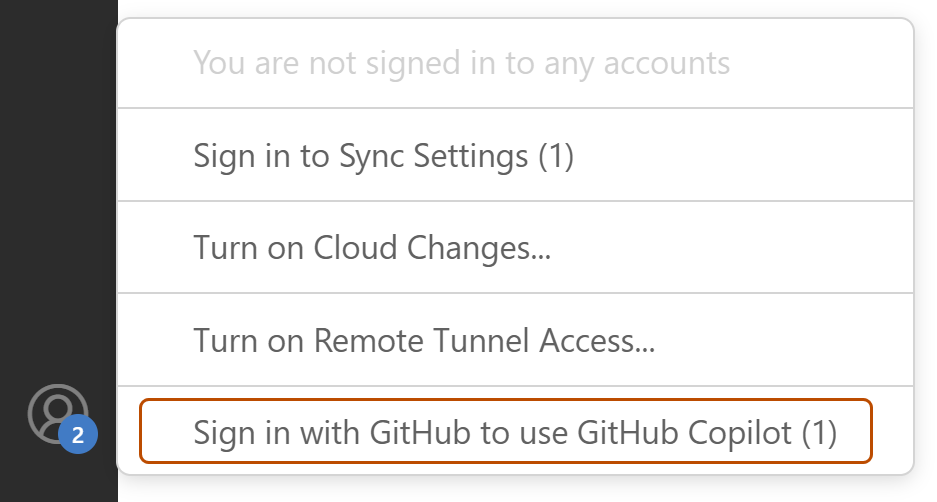 You are not signed in to any accounts
Sign in to Sync Settings (1)
Turn on Cloud Changes...
Turn on Remote Tunnel Access...
2
Sign in with GitHub to use GitHub Copilot (1)